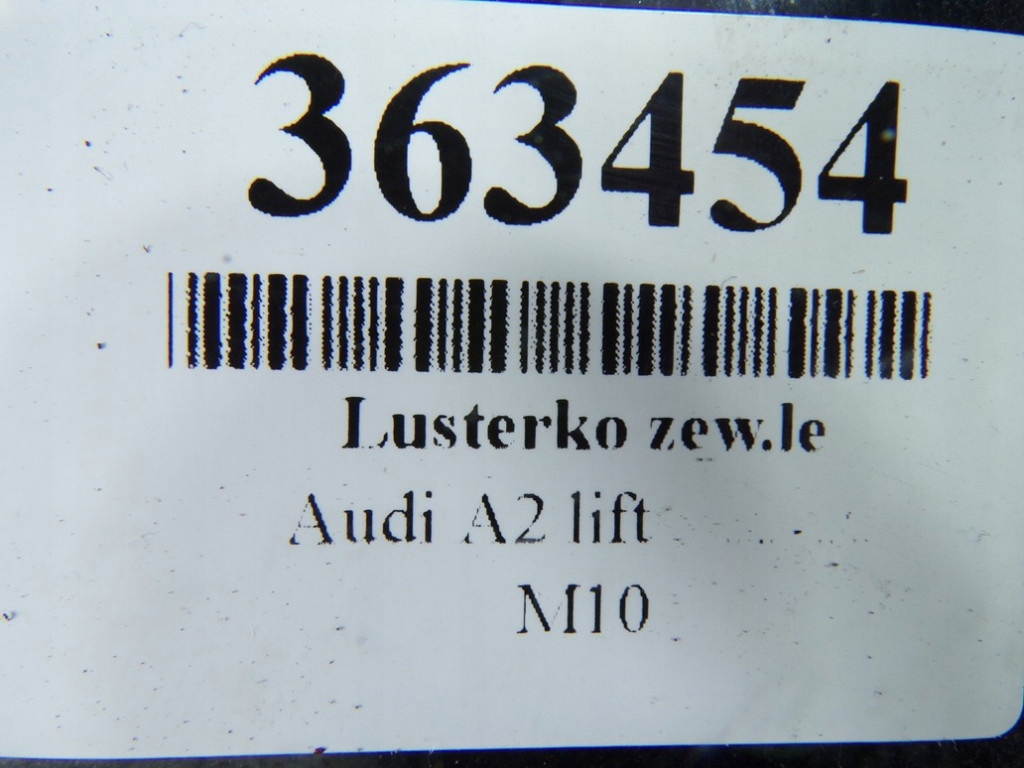 363454
Lusterko zew.le
Audi A2 lift
M10